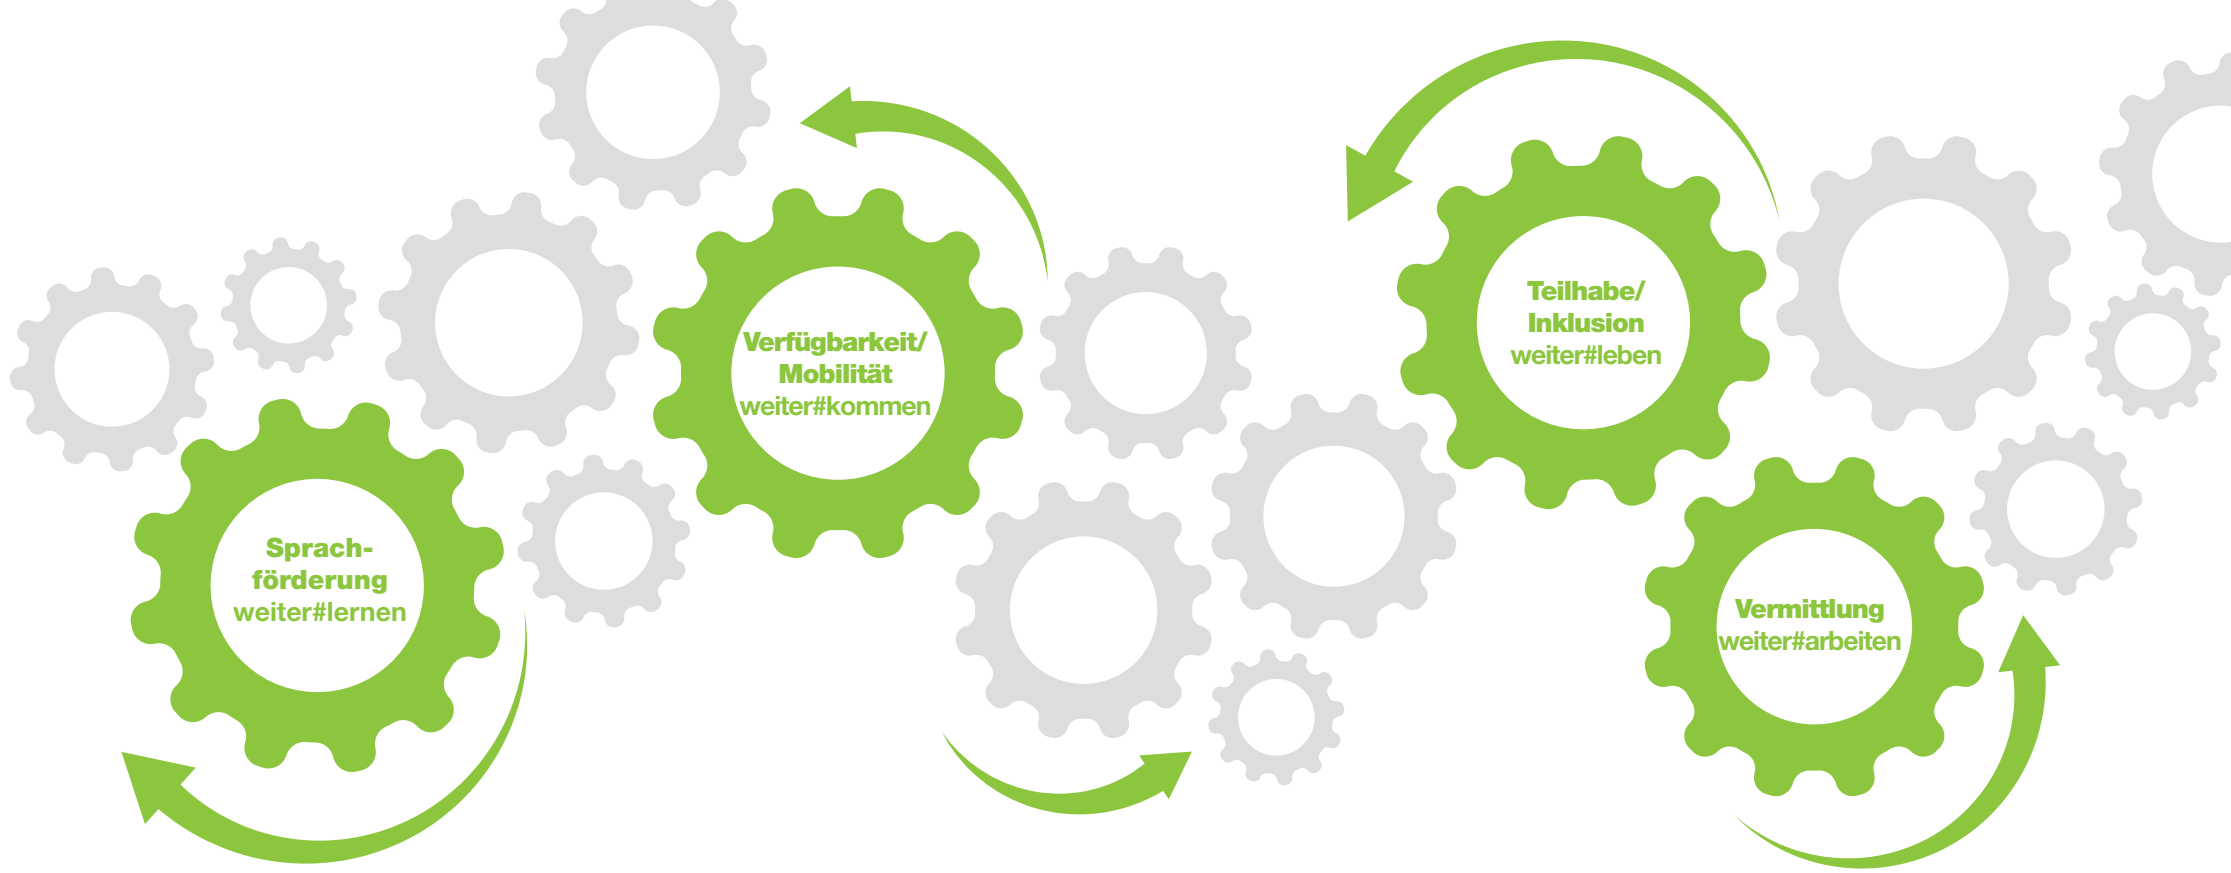 Sprach-
förderung
weiter#lernen
Verfügbarkeit/
Mobilität
weiter#kommen
Teilhabe/
Inklusion
weiter#leben
Vermittlung
weiter#arbeiten